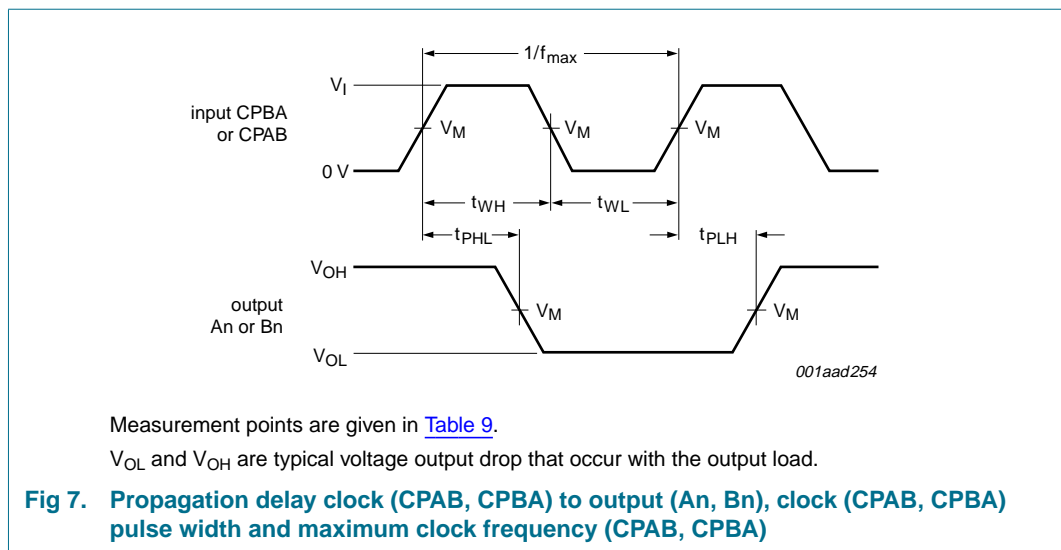 1/fmax
VI
input CPBA
or CPAB
VM
VM
VM
0 V
tWH
tWL
tPHL
tPLH
VOH
output
An or Bn
VM
VM
VOL
001aad254
Measurement points are given in Table 9.
VOL and VOH are typical voltage output drop that occur with the output load.
Fig 7. Propagation delay clock (CPAB, CPBA) to output (An, Bn), clock (CPAB, CPBA)
pulse width and maximum clock frequency (CPAB, CPBA)